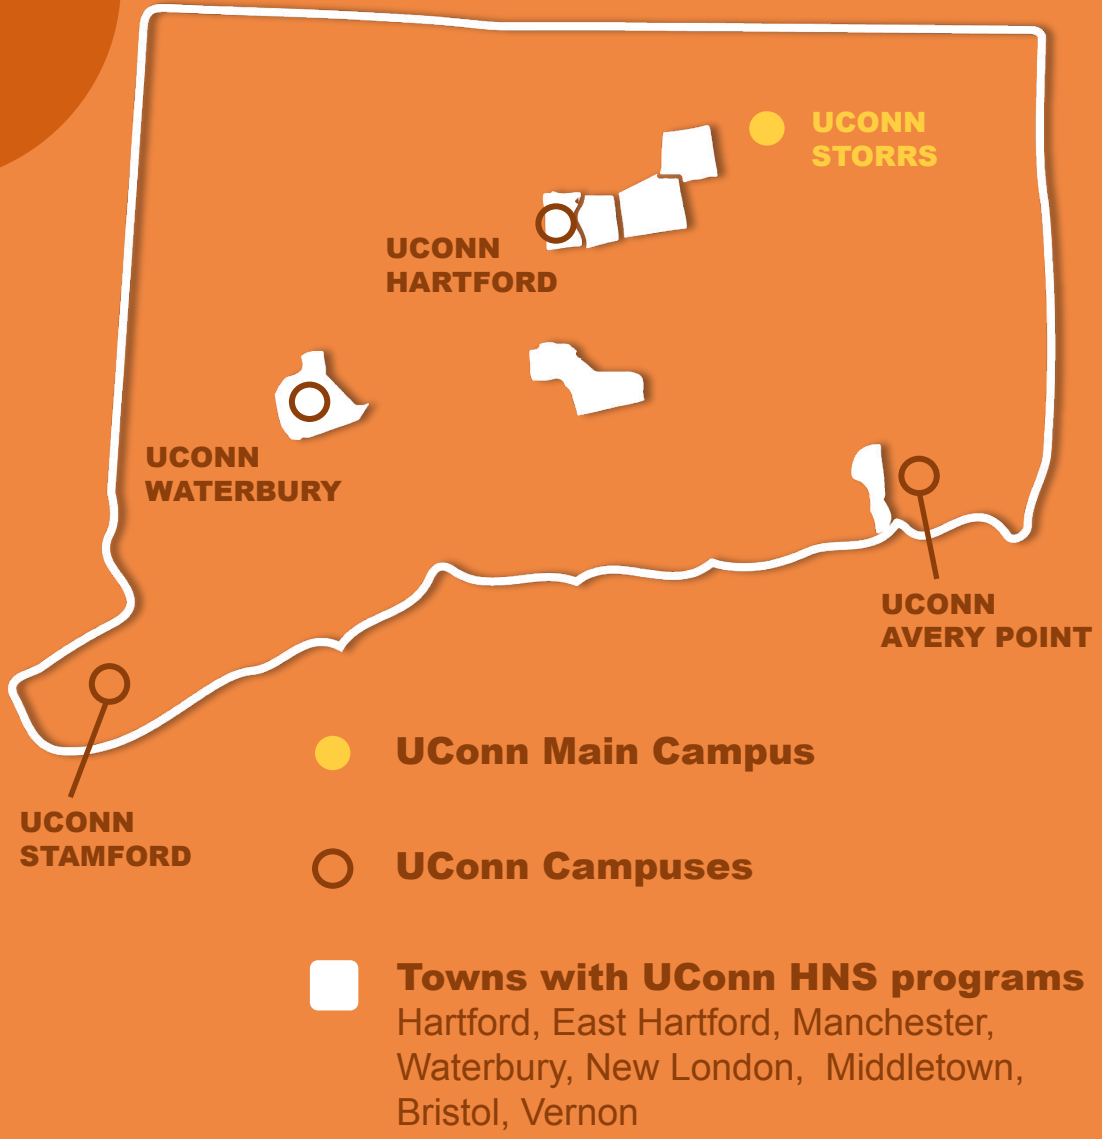 UCONN
STORRS
UCONN
HARTFORD
UCONN
WATERBURY
UCONN
AVERY POINT
UCONN
STAMFORD
UConn Main Campus
UConn Campuses
Towns with UConn HNS programs
Hartford, East Hartford, Manchester,
Waterbury, New London,  Middletown,
Bristol, Vernon